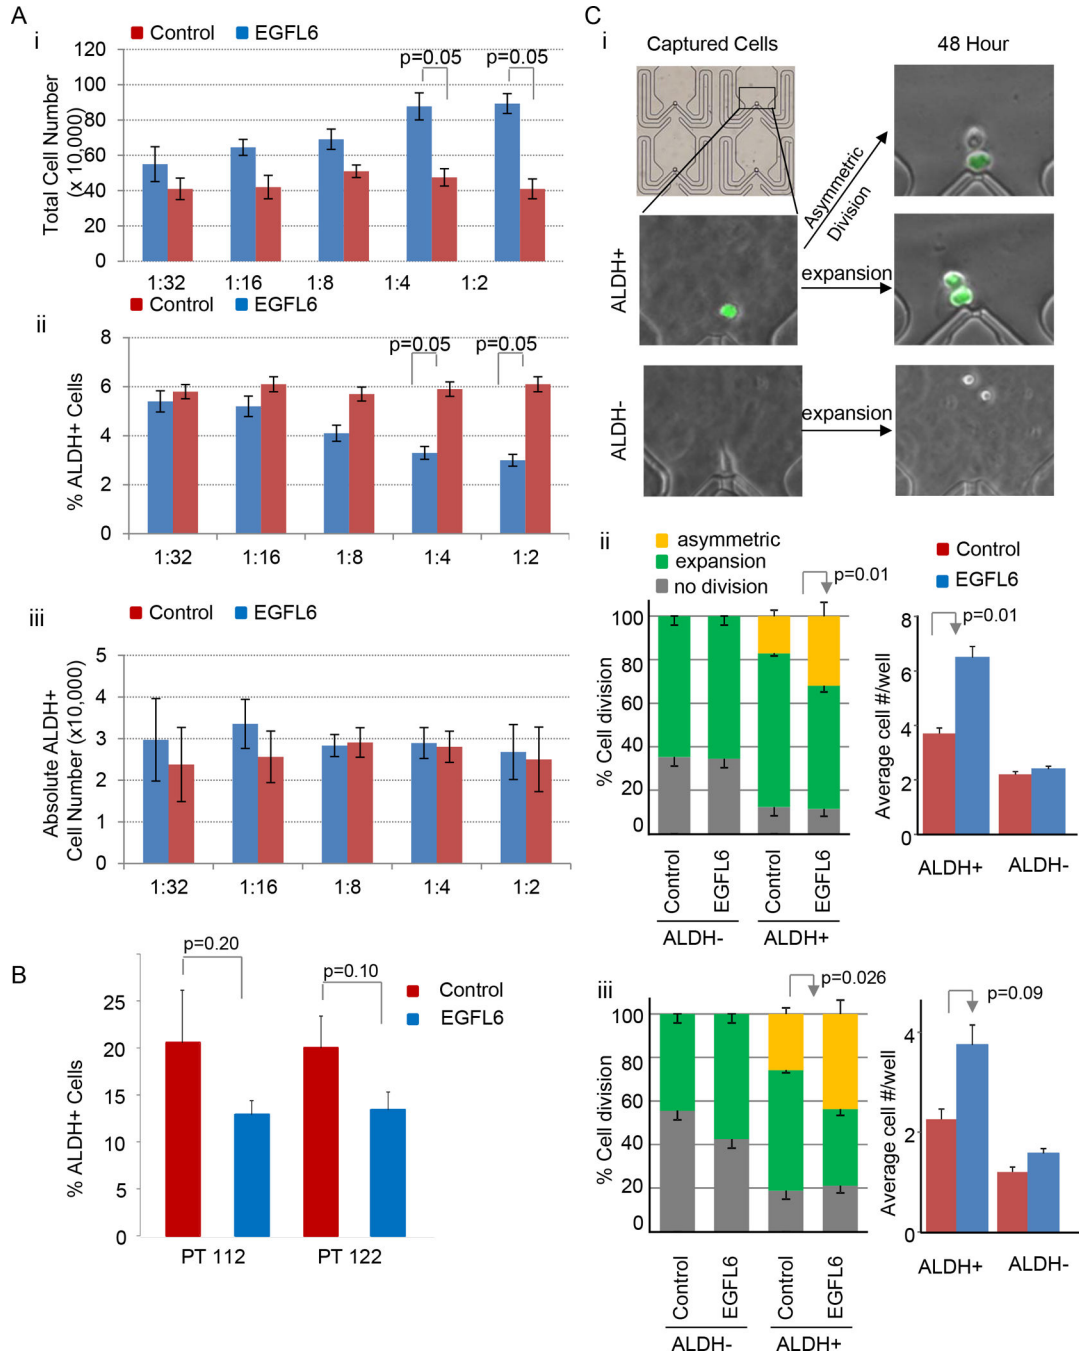 A
i
Control EGFL6
Total Cell Number
(x 10,000)
120
100
80
60
40
20
0
p=0.05
p=0.05
1:32 1:16 1:8 1:4 1:2
ii
Control EGFL6
% ALDH+ Cells
8
6
4
2
0
p=0.05
p=0.05
1:32 1:16 1:8 1:4 1:2
iii
Control EGFL6
Absolute ALDH+
Cell Number (x10,000)
5
4
3
2
1
0
1:32 1:16 1:8 1:4 1:2
B
% ALDH+ Cells
25
20
15
10
5
0
p=0.20
p=0.10
Control
EGFL6
PT 112 PT 122
C
i
Captured Cells 48 Hour
Asymmetric
Division
ALDH+
expansion
ALDH-
expansion
ii
asymmetric
expansion
no division
p=0.01
% Cell division
100
80
60
40
20
0
Control EGFL6 Control EGFL6
ALDH- ALDH+
Control
EGFL6
p=0.01
Average cell #/well
8
6
4
2
0
ALDH+ ALDH-
iii
p=0.026
% Cell division
100
80
60
40
20
0
Control EGFL6 Control EGFL6
ALDH- ALDH+
p=0.09
Average cell #/well
4
2
0
ALDH+ ALDH-